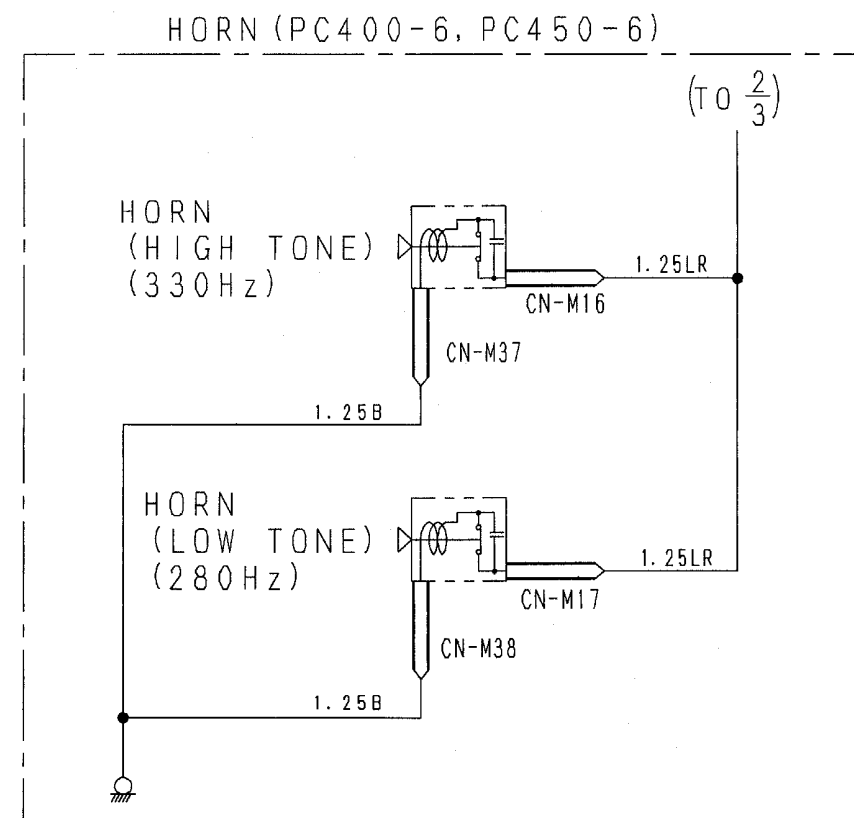 HORN (PC400-6, PC450-6)
(TO 2/3)
HORN
(HIGH TONE)
(330Hz)
1.25LR
CN-M16
CN-M37
1.25B
HORN
(LOW TONE)
(280Hz)
1.25LR
CN-M17
CN-M38
1.25B